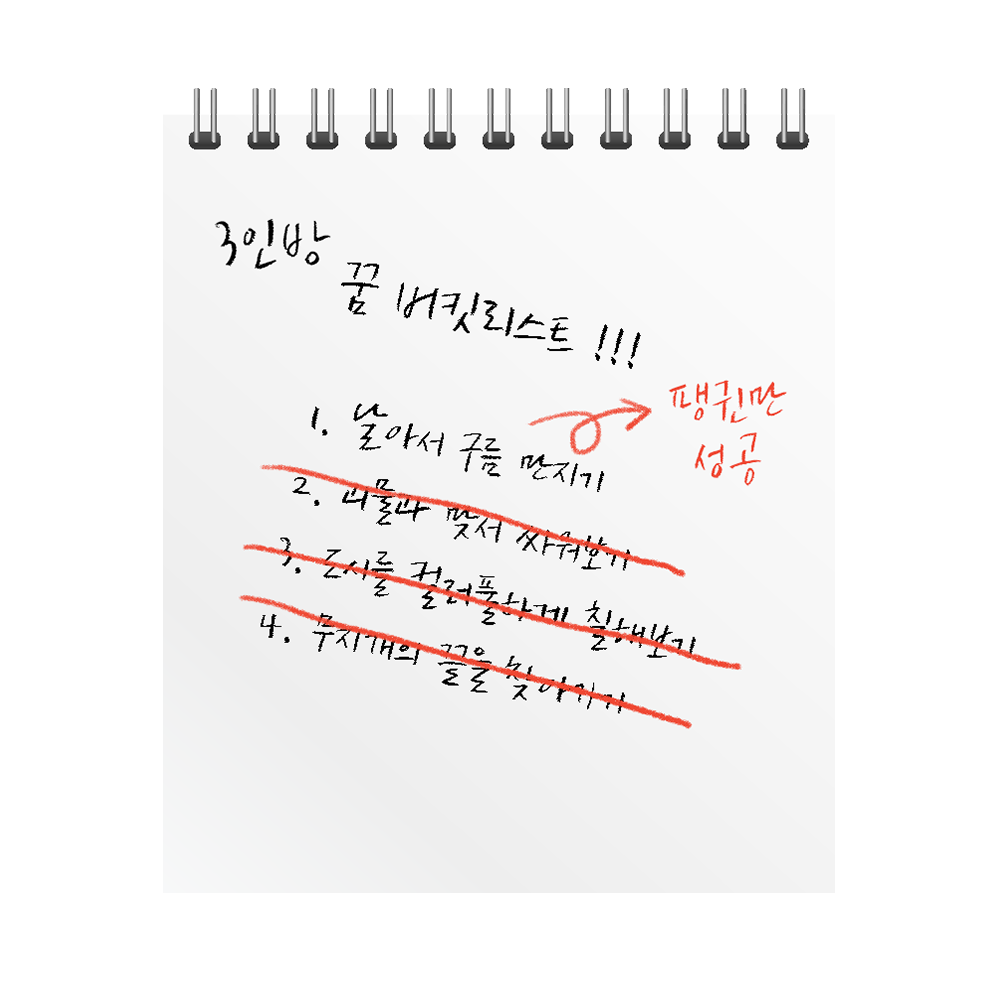 3인방
꿈 버킷리스트 !!!
1. 날아서 구름 만지기
팽귄만
성공
2. 괴물과 맞서 싸워보기
3. 도시를 컬러풀하게 칠해보기
4. 무지개의 끝을 찾아가기